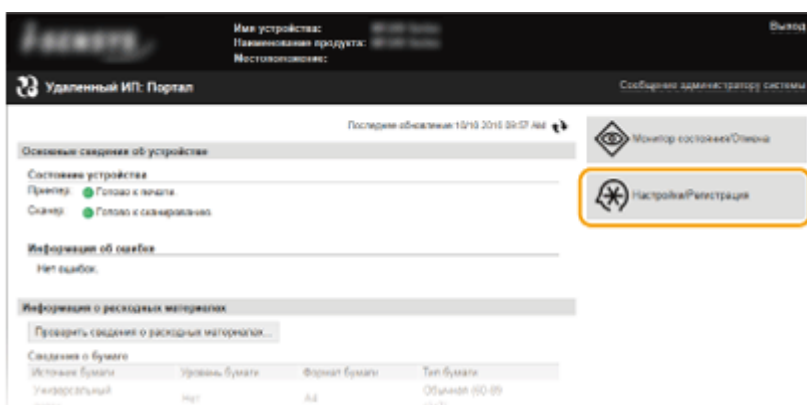 Имя устройства:
Выход
Наименование продукта:
Местоположение:
Удаленный ИП: Портал
Сообщение администратору системы
Последнее обновление: 10/10 2016 09:57 AM
Основные сведения об устройстве
Монитор состояния/Отмена
Состояние устройства
Принтер: Готово к печати.
Настройки/Регистрация
Сканер: Готово к сканированию.
Информация об ошибке
Нет ошибок.
Информация о расходных материалах
Проверить сведения о расходных материалах...
Сведения о бумаге
Источник бумаги Уровень бумаги Формат бумаги Тип бумаги
Универсальный Нет A4 Обычная (60-89